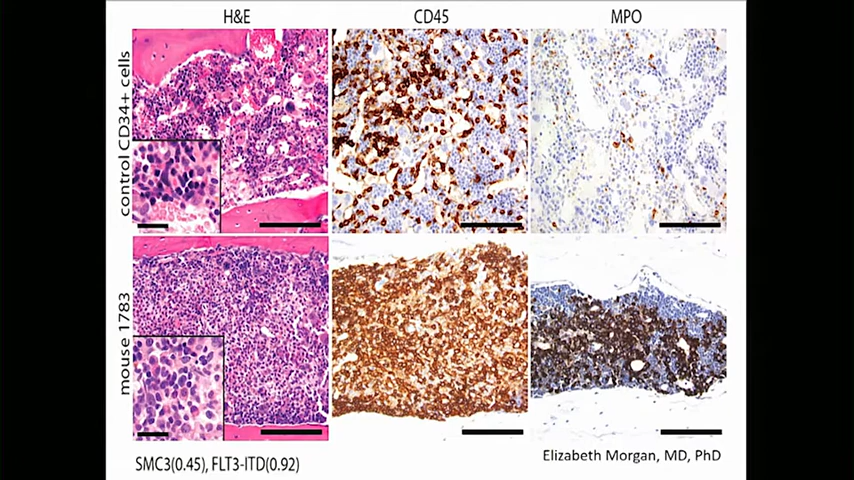 H&E CD45 MPO
control CD34+ cells
mouse 1783
SMC3(0.45), FLT3-ITD(0.92)
Elizabeth Morgan, MD, PhD